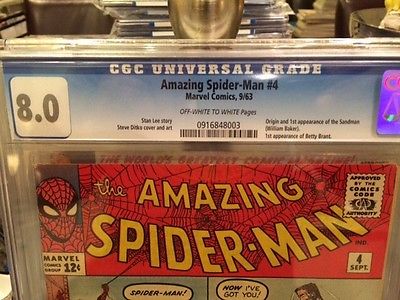 CGC UNIVERSAL GRADE
8.0
Amazing Spider-Man #4
Marvel Comics, 9/63
OFF-WHITE TO WHITE Pages
Stan Lee story
Steve Ditko cover and art
0916848003
Origin and 1st appearance of the Sandman
(William Baker).
1st appearance of Betty Brant.
THE WORLD'S GREATEST COMIC
the AMAZING
SPIDER-MAN
APPROVED
BY THE
COMICS
CODE
AUTHORITY
MARVEL
COMICS
GROUP
12¢
IND.
4
SEPT.
SPIDER-MAN!
NOW I'VE
GOT YOU!